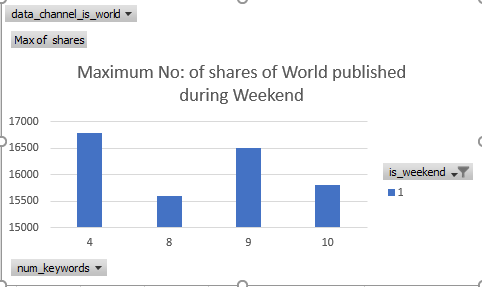 data_channel_is_world
Max of shares
Maximum No: of shares of World published
during Weekend
17000
16500
16000
15500
15000
4 8 9 10
is_weekend
1
num_keywords